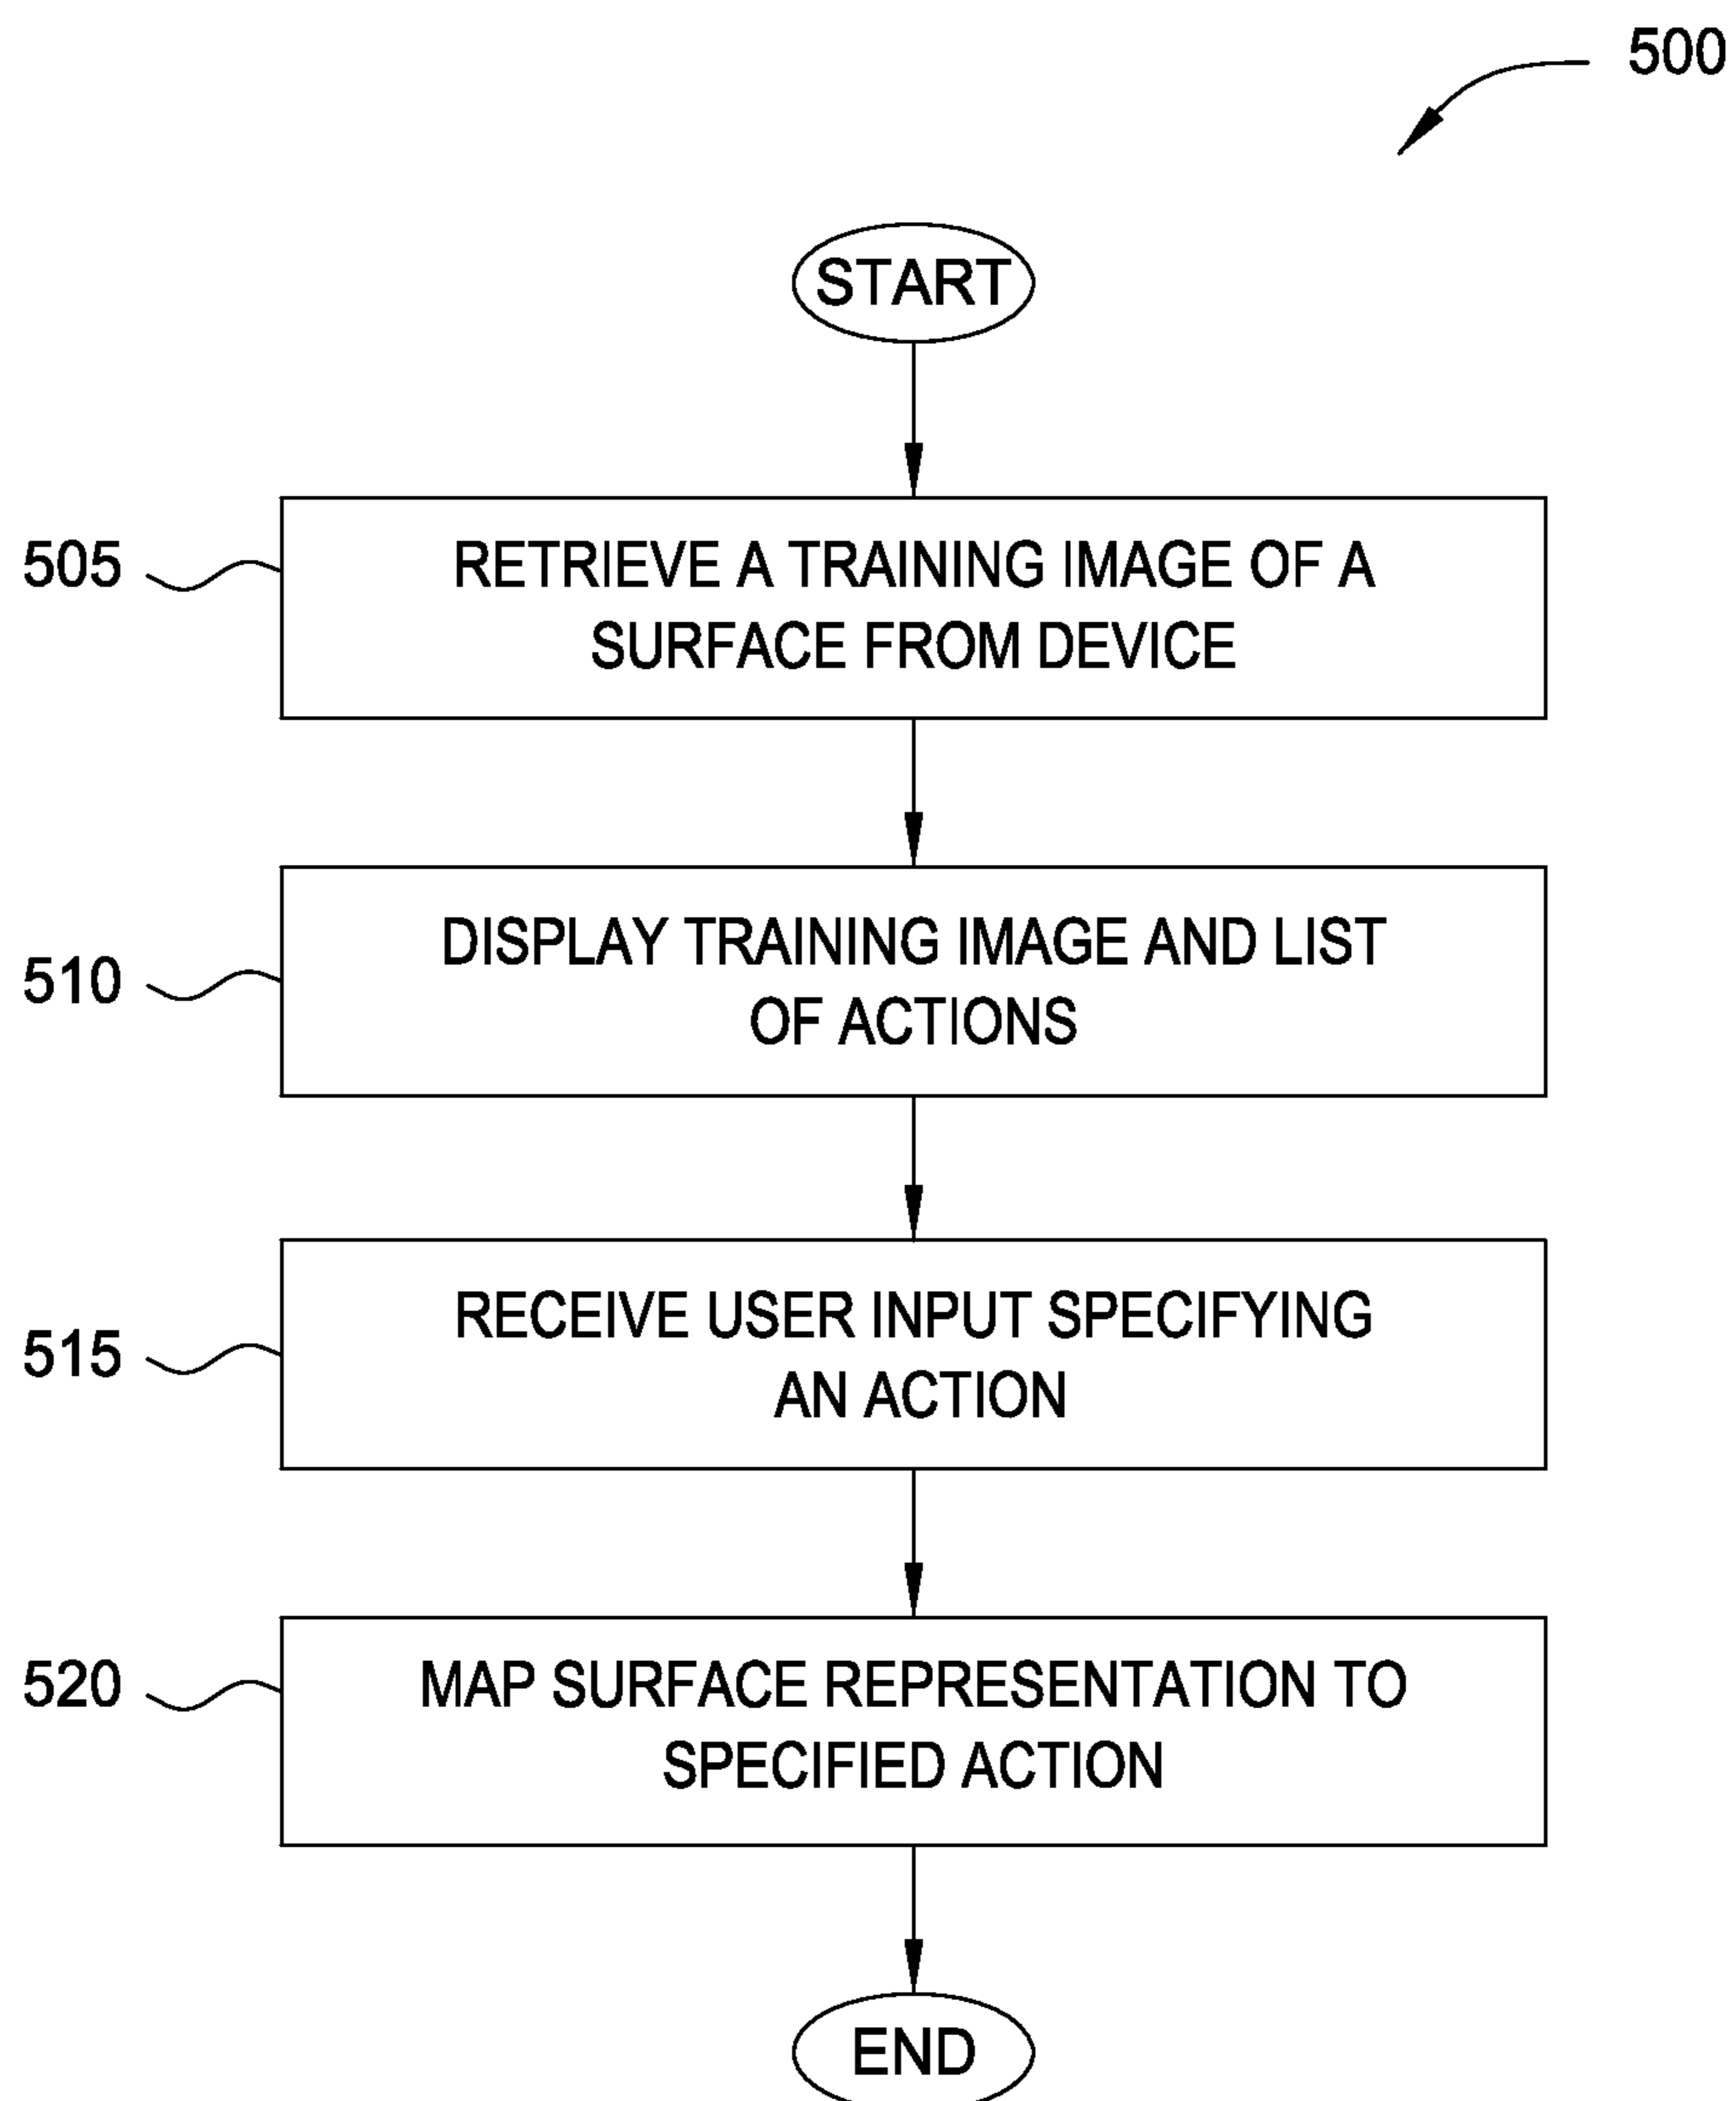 500
START
505
RETRIEVE A TRAINING IMAGE OF A
SURFACE FROM DEVICE
510
DISPLAY TRAINING IMAGE AND LIST
OF ACTIONS
515
RECEIVE USER INPUT SPECIFYING
AN ACTION
520
MAP SURFACE REPRESENTATION TO
SPECIFIED ACTION
END